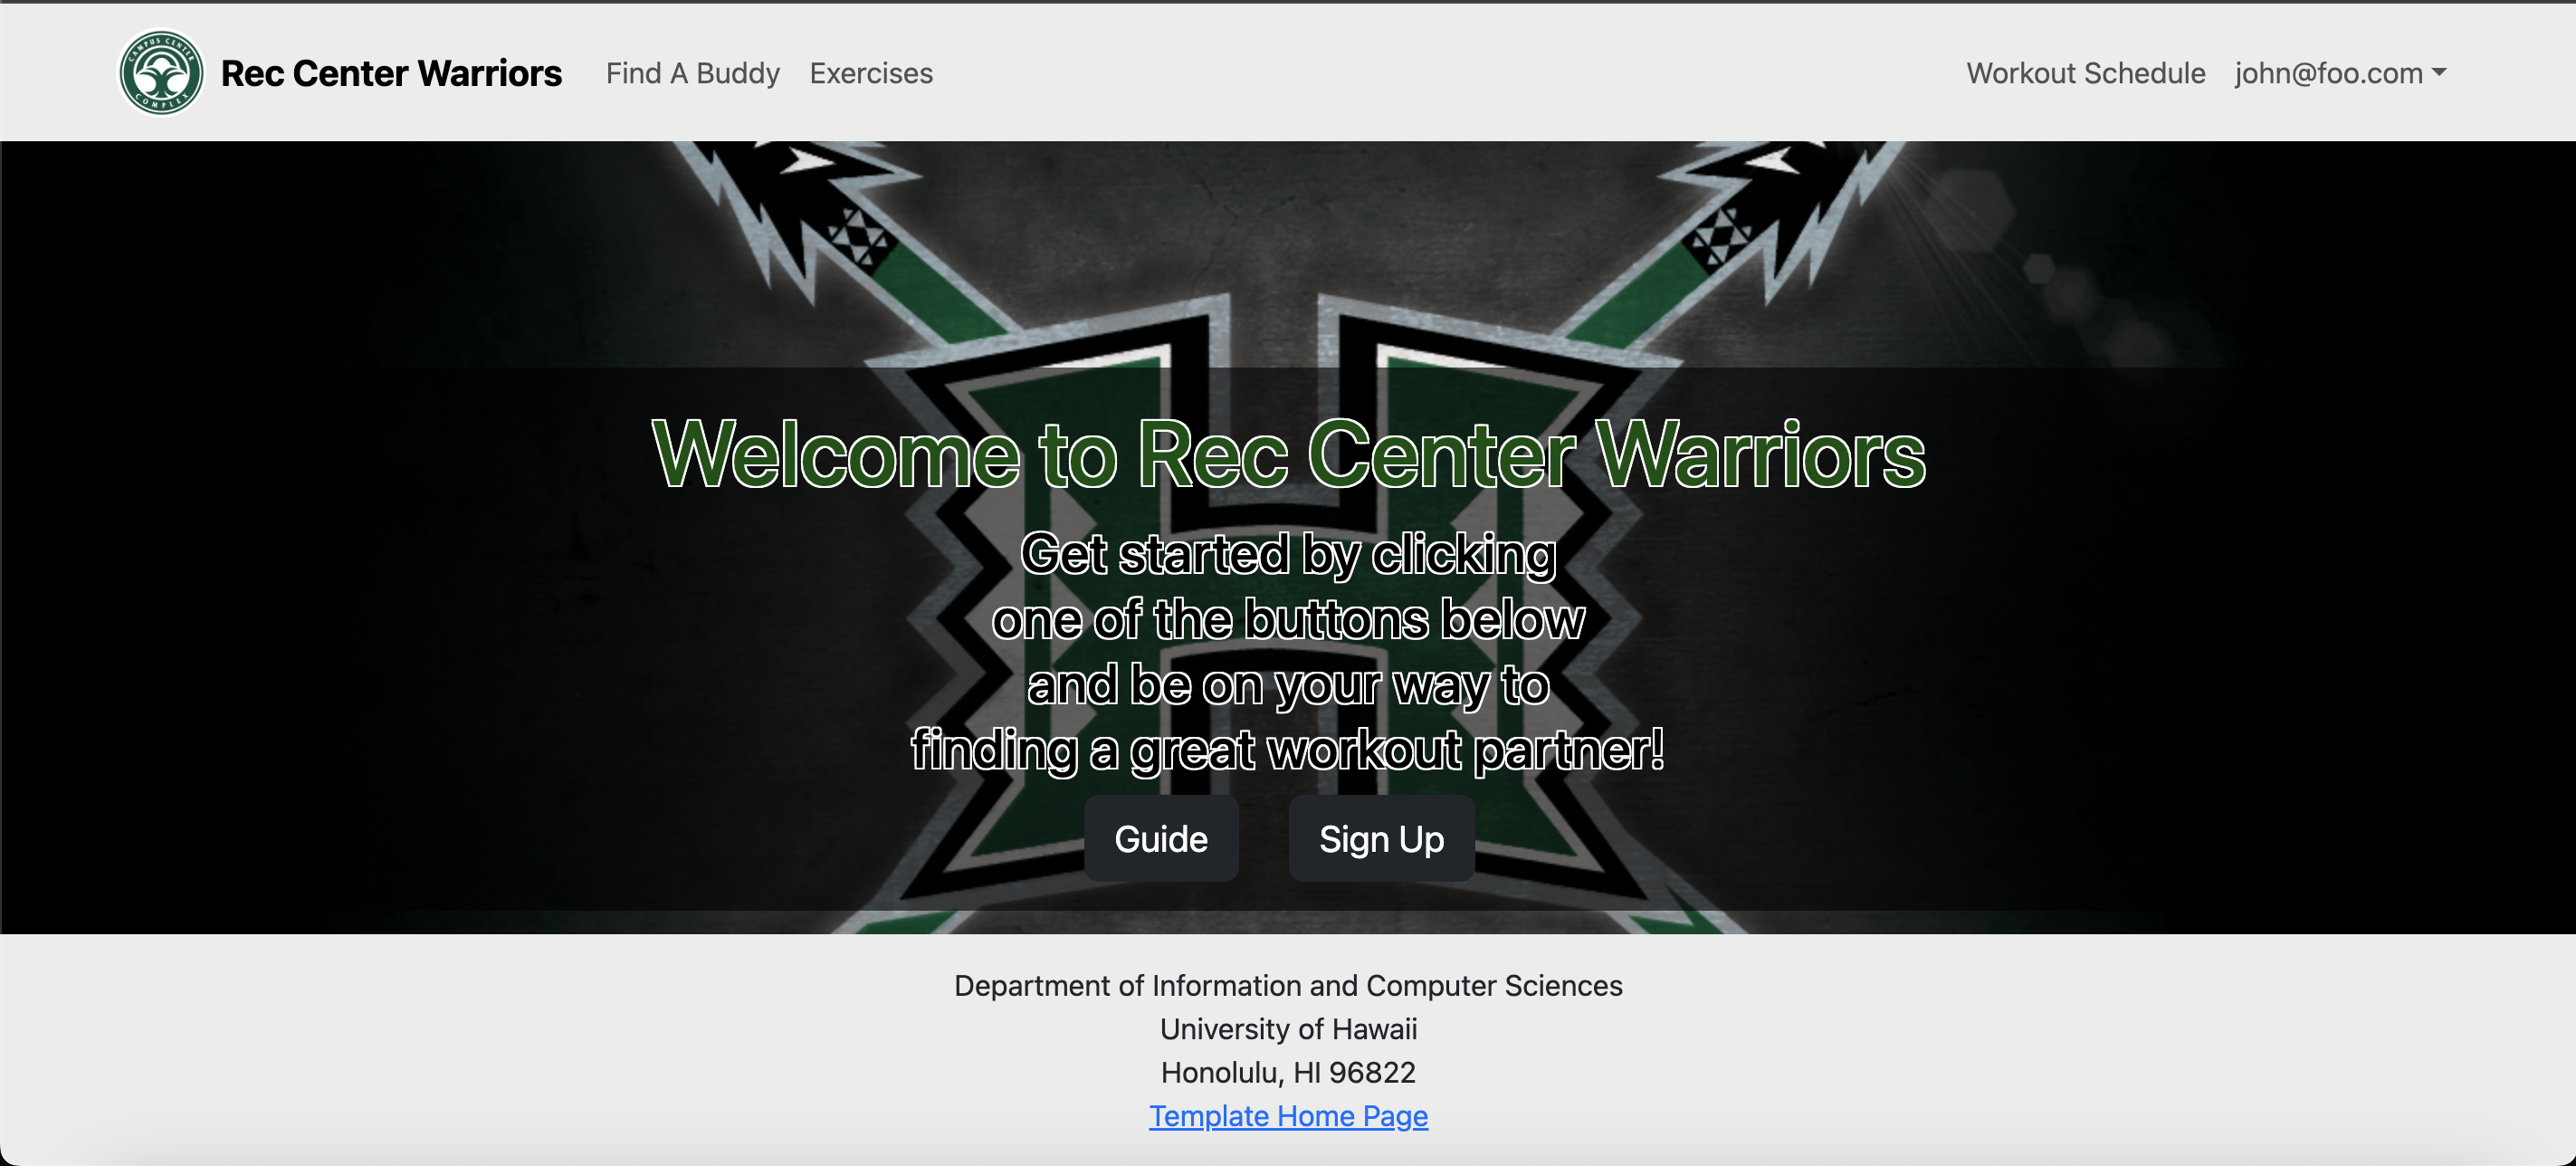 CAMPUS CENTER
COMPLEX
Rec Center Warriors
Find A Buddy
Exercises
Workout Schedule
john@foo.com
Welcome to Rec Center Warriors
Get started by clicking
one of the buttons below
and be on your way to
finding a great workout partner!
Guide
Sign Up
Department of Information and Computer Sciences
University of Hawaii
Honolulu, HI 96822
Template Home Page